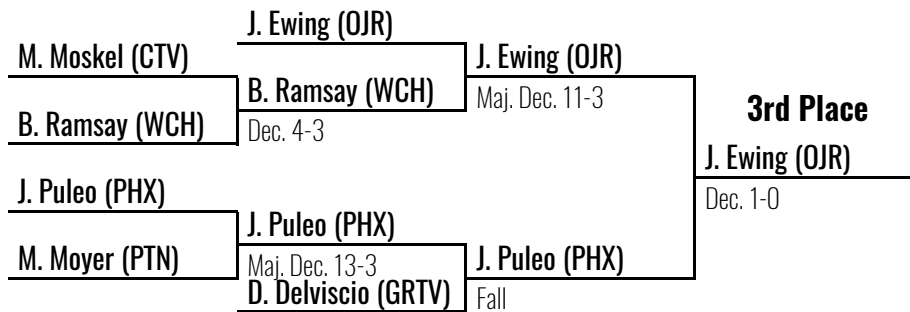 J. Ewing (OJR)
M. Moskel (CTV)
J. Ewing (OJR)
B. Ramsay (WCH)
Maj. Dec. 11-3
3rd Place
B. Ramsay (WCH)
Dec. 4-3
J. Ewing (OJR)
J. Puleo (PHX)
Dec. 1-0
J. Puleo (PHX)
M. Moyer (PTN)
Maj. Dec. 13-3
J. Puleo (PHX)
D. Delviscio (GRTV)
Fall